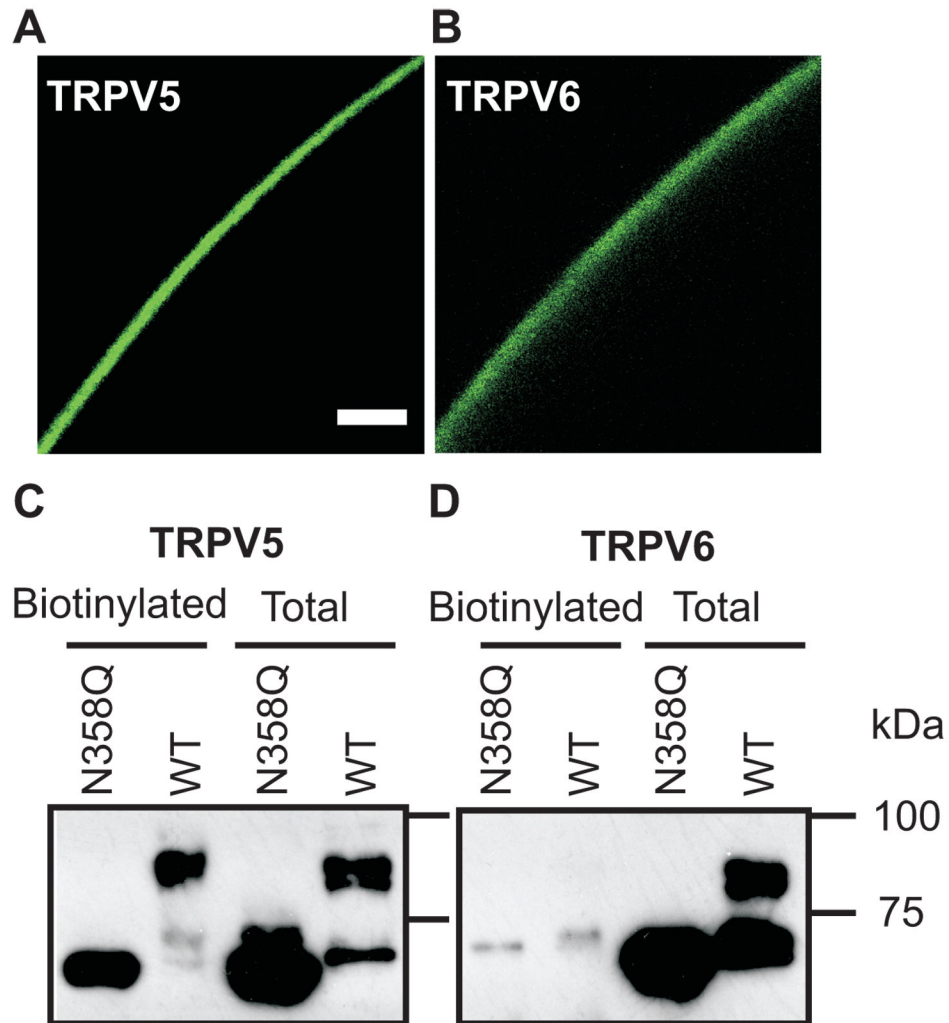 A
B
TRPV5
TRPV6
C
D
TRPV5
TRPV6
Biotinylated Total
Biotinylated Total
N358Q
WT
N358Q
WT
N358Q
WT
N358Q
WT
kDa
100
75